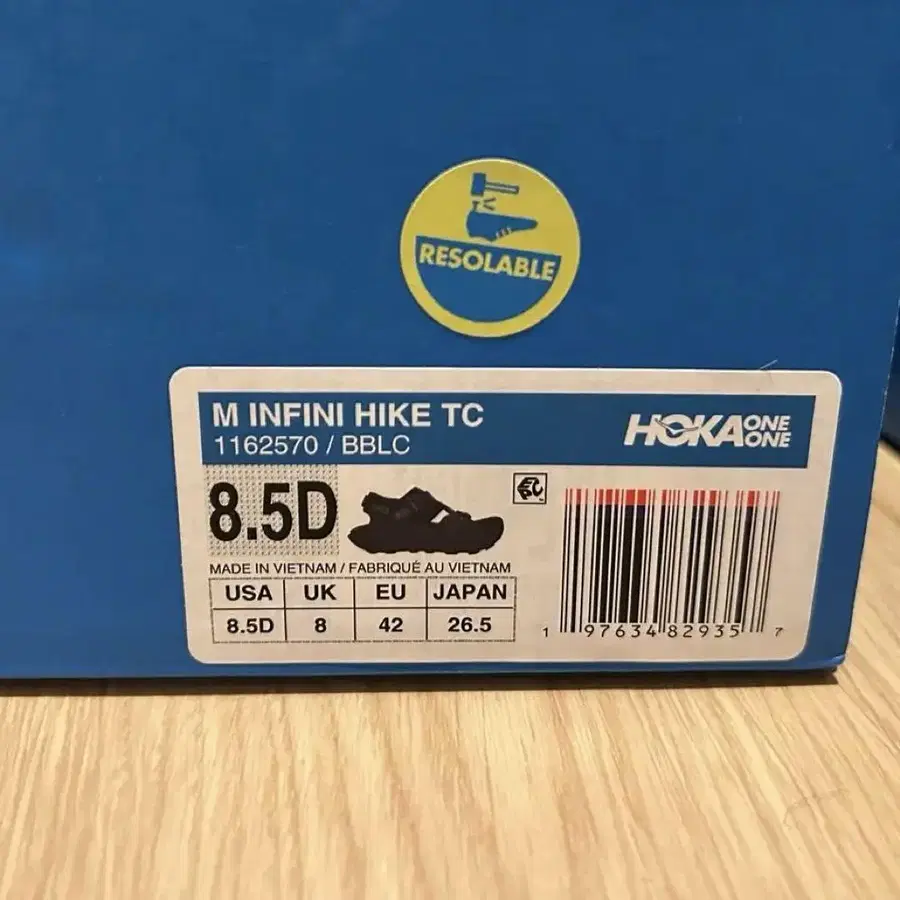 RESOLABLE
M INFINI HIKE TC
1162570 / BBLC
HOKA ONE ONE
8.5D
MADE IN VIETNAM / FABRIQUÉ AU VIETNAM
USA UK EU JAPAN
8.5D 8 42 26.5
1 97634 82935 7